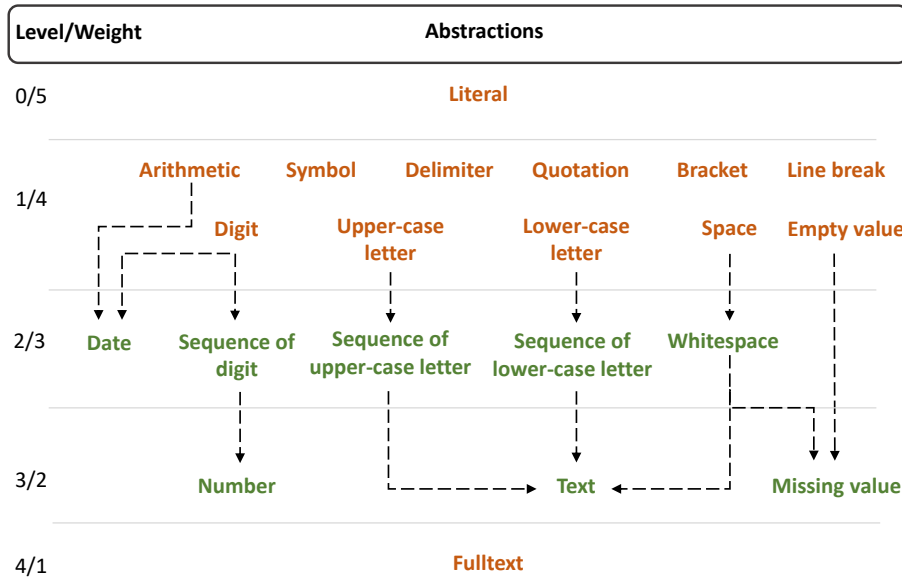 Level/Weight Abstractions
0/5 Literal
Arithmetic Symbol Delimiter Quotation Bracket Line break
1/4
Digit Upper-case letter Lower-case letter Space Empty value
2/3 Date Sequence of digit Sequence of upper-case letter Sequence of lower-case letter Whitespace
3/2 Number Text Missing value
4/1 Fulltext